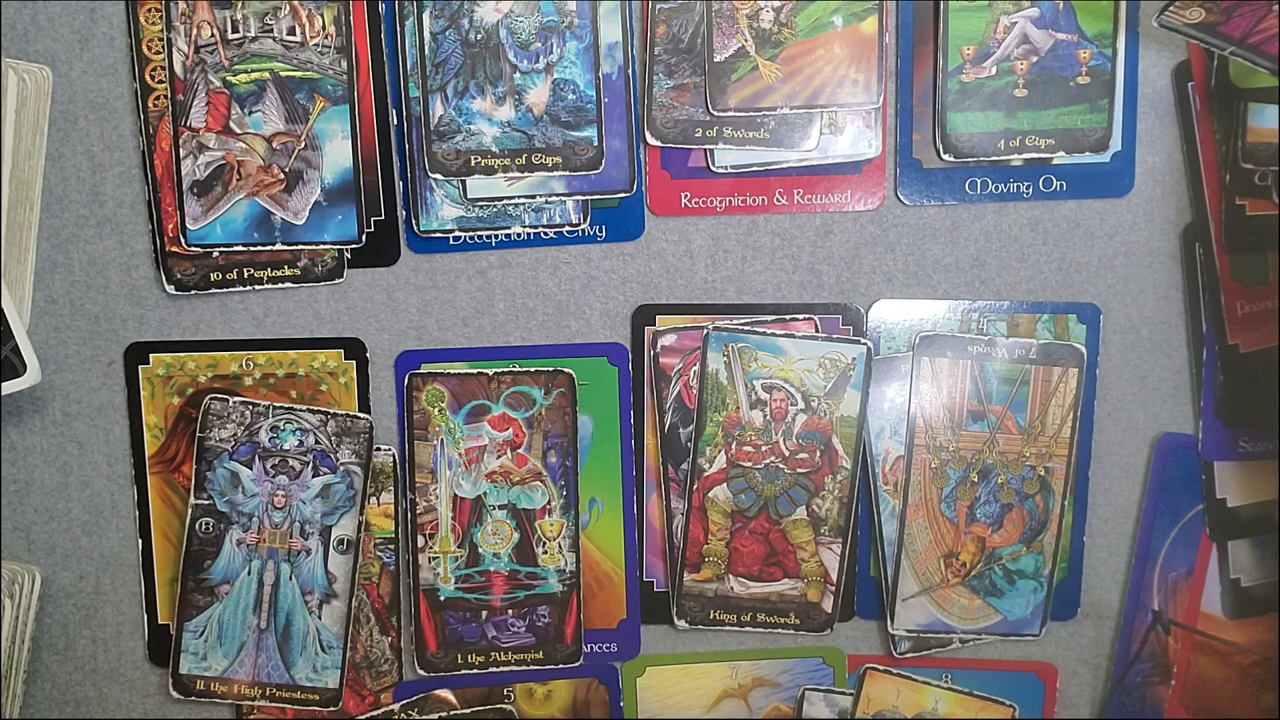 Prince of Cups
2 of Swords
4 of Cups
Moving On
Recognition & Reward
Deception & Envy
10 of Pentacles
6
4
7 of Wands
B
J
King of Swords
I. the Alchemist
II. the High Priestess
5
7
8